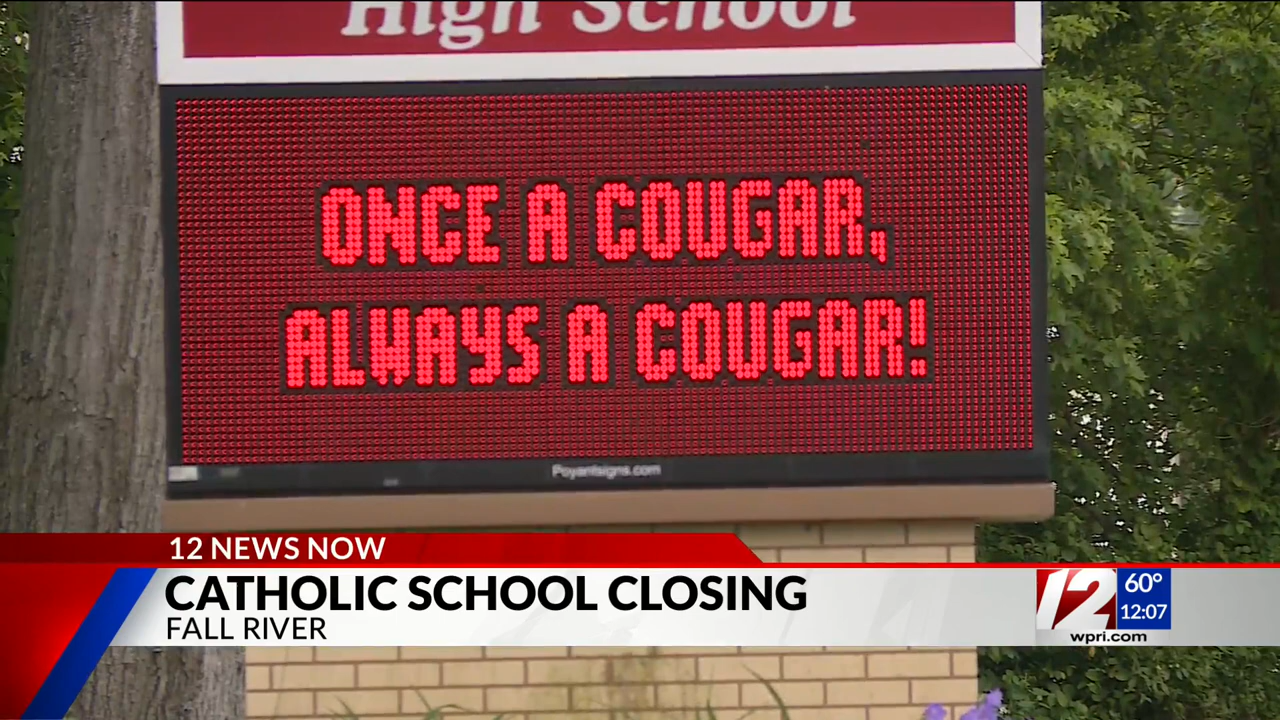 High School
ONCE A COUGAR,
ALWAYS A COUGAR!
Poyantsigns.com
12 NEWS NOW
CATHOLIC SCHOOL CLOSING
FALL RIVER
12
60°
12:07
wpri.com